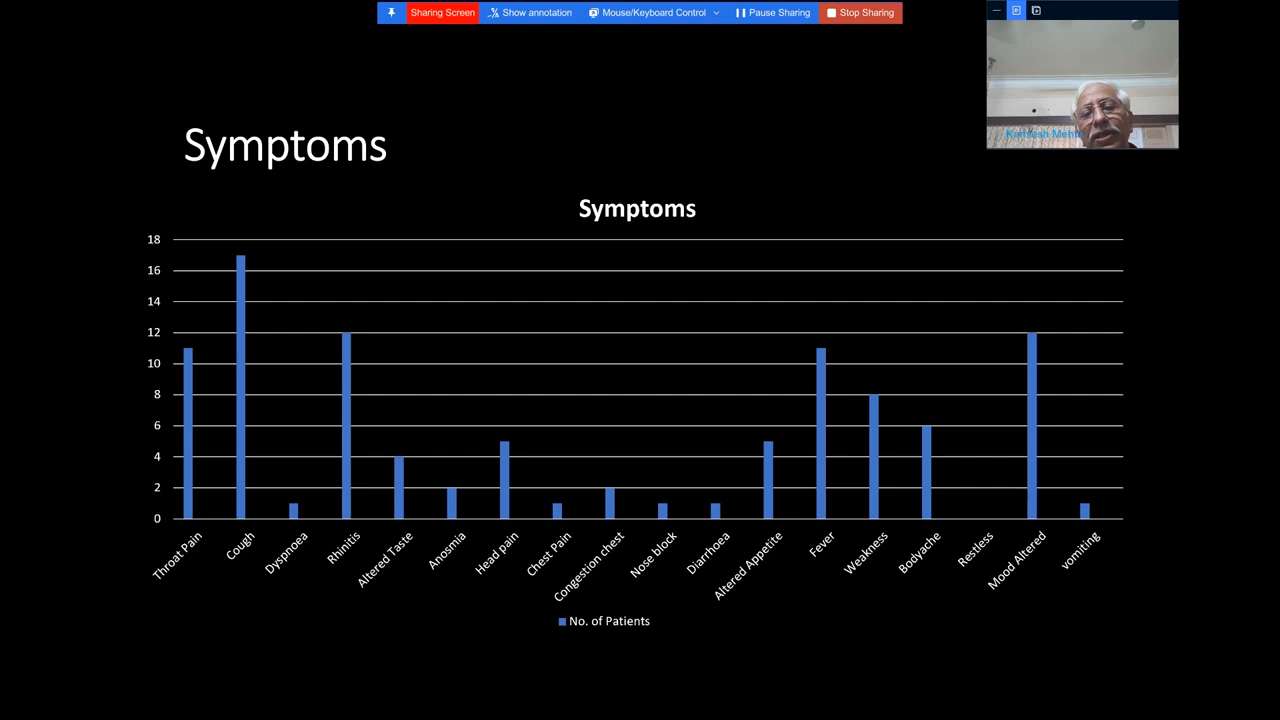 Sharing Screen
Show annotation
Mouse/Keyboard Control
Pause Sharing
Stop Sharing
Symptoms
Symptoms
18
16
14
12
10
8
6
4
2
0
Throat Pain
Cough
Dyspnoea
Rhinitis
Altered Taste
Anosmia
Head pain
Chest Pain
Congestion chest
Nose block
Diarrhoea
Altered Appetite
Fever
Weakness
Bodyache
Restless
Mood Altered
vomiting
No. of Patients